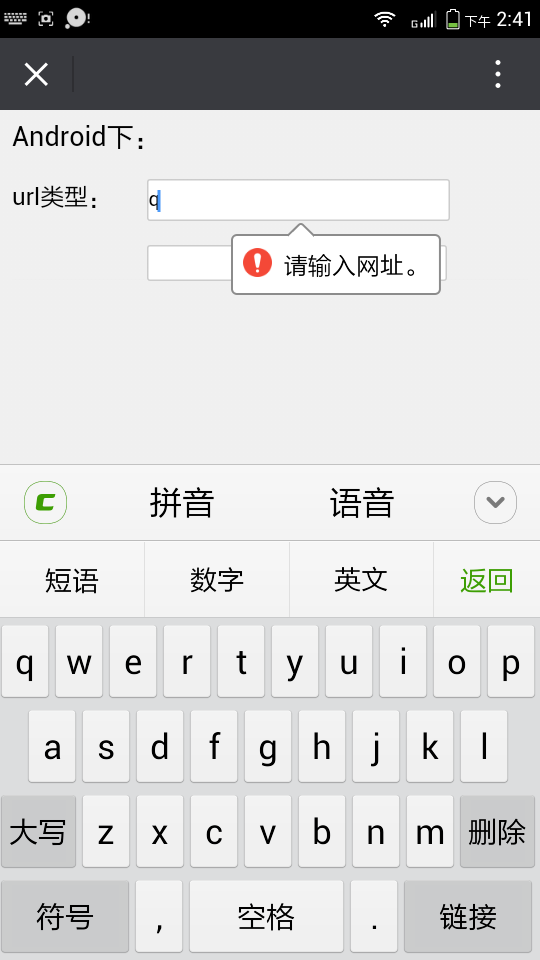 下午 2:41
Android下：
url类型： q
请输入网址。
拼音 语音
短语 数字 英文 返回
q w e r t y u i o p
a s d f g h j k l
大写 z x c v b n m 删除
符号 , 空格 . 链接